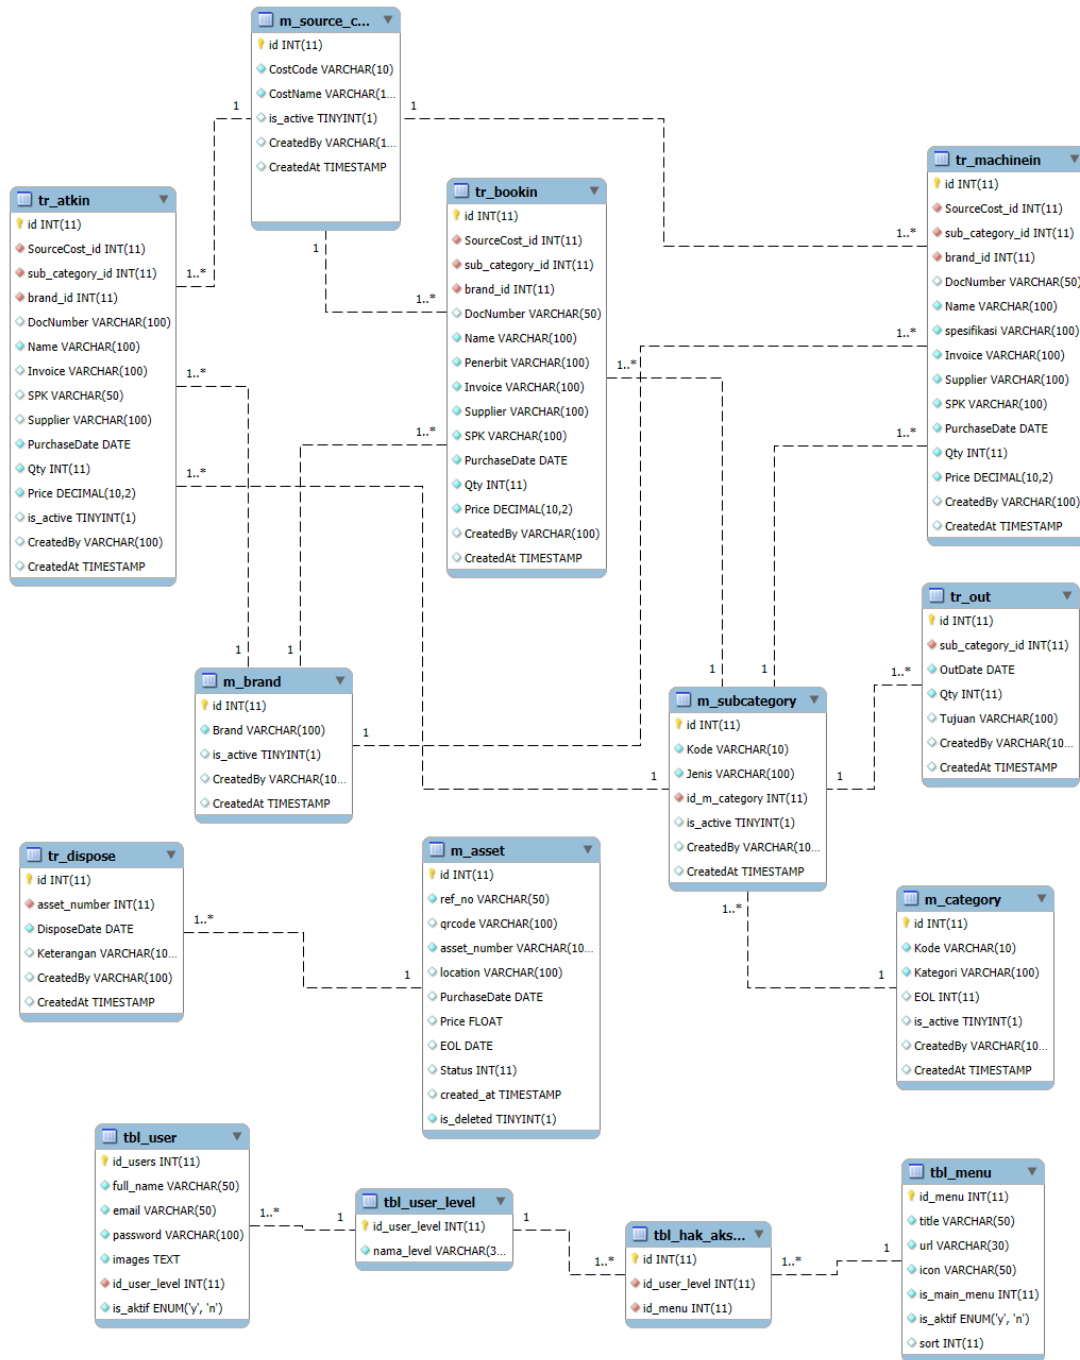 m_source_c...
id INT(11)
CostCode VARCHAR(10)
CostName VARCHAR(1...
is_active TINYINT(1)
CreatedBy VARCHAR(1...
CreatedAt TIMESTAMP
1
1
1
tr_atkin
id INT(11)
SourceCost_id INT(11)
sub_category_id INT(11)
brand_id INT(11)
DocNumber VARCHAR(100)
Name VARCHAR(100)
Invoice VARCHAR(100)
SPK VARCHAR(50)
Supplier VARCHAR(100)
PurchaseDate DATE
Qty INT(11)
Price DECIMAL(10,2)
is_active TINYINT(1)
CreatedBy VARCHAR(100)
CreatedAt TIMESTAMP
1..*
1..*
1..*
tr_bookin
id INT(11)
SourceCost_id INT(11)
sub_category_id INT(11)
brand_id INT(11)
DocNumber VARCHAR(50)
Name VARCHAR(100)
Penerbit VARCHAR(100)
Invoice VARCHAR(100)
Supplier VARCHAR(100)
SPK VARCHAR(100)
PurchaseDate DATE
Qty INT(11)
Price DECIMAL(10,2)
CreatedBy VARCHAR(100)
CreatedAt TIMESTAMP
1..*
1..*
1..*
tr_machinein
id INT(11)
SourceCost_id INT(11)
sub_category_id INT(11)
brand_id INT(11)
DocNumber VARCHAR(50)
Name VARCHAR(100)
spesifikasi VARCHAR(100)
Invoice VARCHAR(100)
Supplier VARCHAR(100)
SPK VARCHAR(100)
PurchaseDate DATE
Qty INT(11)
Price DECIMAL(10,2)
CreatedBy VARCHAR(100)
CreatedAt TIMESTAMP
1..*
1..*
1..*
tr_out
id INT(11)
sub_category_id INT(11)
OutDate DATE
Qty INT(11)
Tujuan VARCHAR(100)
CreatedBy VARCHAR(10...
CreatedAt TIMESTAMP
1..*
m_brand
id INT(11)
Brand VARCHAR(100)
is_active TINYINT(1)
CreatedBy VARCHAR(10...
CreatedAt TIMESTAMP
1
1
1
m_subcategory
id INT(11)
Kode VARCHAR(10)
Jenis VARCHAR(100)
id_m_category INT(11)
is_active TINYINT(1)
CreatedBy VARCHAR(10...
CreatedAt TIMESTAMP
1
1
1
1
1..*
tr_dispose
id INT(11)
asset_number INT(11)
DisposeDate DATE
Keterangan VARCHAR(10...
CreatedBy VARCHAR(100)
CreatedAt TIMESTAMP
1..*
m_asset
id INT(11)
ref_no VARCHAR(50)
qrcode VARCHAR(100)
asset_number VARCHAR(10...
location VARCHAR(100)
PurchaseDate DATE
Price FLOAT
EOL DATE
Status INT(11)
created_at TIMESTAMP
is_deleted TINYINT(1)
1
m_category
id INT(11)
Kode VARCHAR(10)
Kategori VARCHAR(100)
EOL INT(11)
is_active TINYINT(1)
CreatedBy VARCHAR(10...
CreatedAt TIMESTAMP
1
tbl_user
id_users INT(11)
full_name VARCHAR(50)
email VARCHAR(50)
password VARCHAR(100)
images TEXT
id_user_level INT(11)
is_aktif ENUM('y', 'n')
1..*
tbl_user_level
id_user_level INT(11)
nama_level VARCHAR(3...
1
1
tbl_hak_aks...
id INT(11)
id_user_level INT(11)
id_menu INT(11)
1..*
1..*
tbl_menu
id_menu INT(11)
title VARCHAR(50)
url VARCHAR(30)
icon VARCHAR(50)
is_main_menu INT(11)
is_aktif ENUM('y', 'n')
sort INT(11)
1